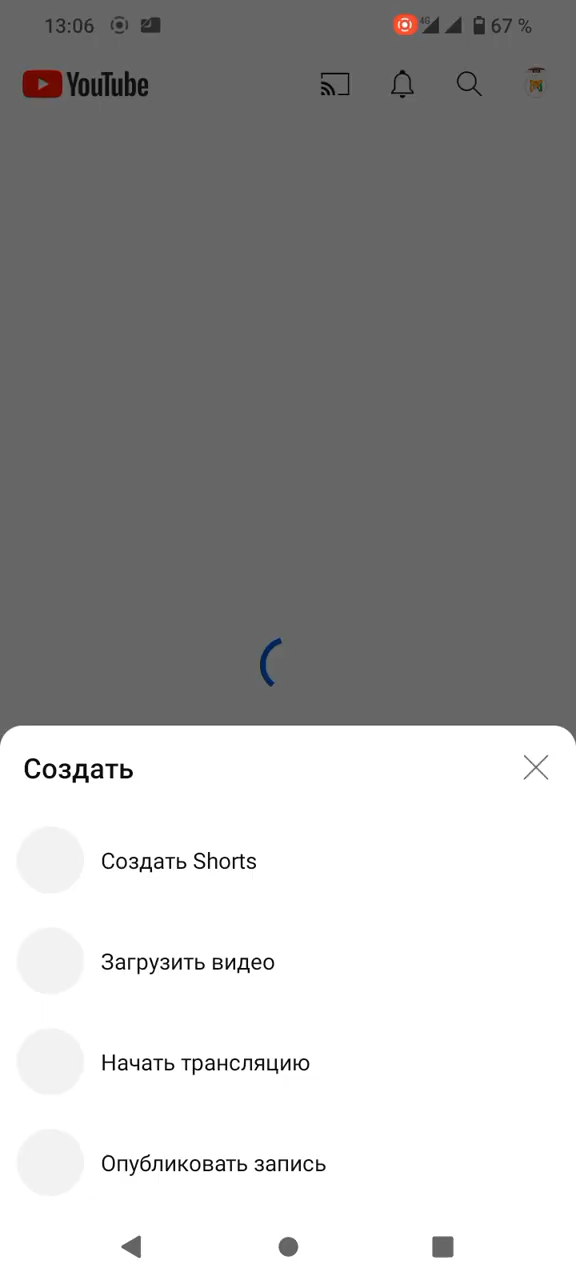 13:06 4G 67 %
YouTube
Создать
Создать Shorts
Загрузить видео
Начать трансляцию
Опубликовать запись